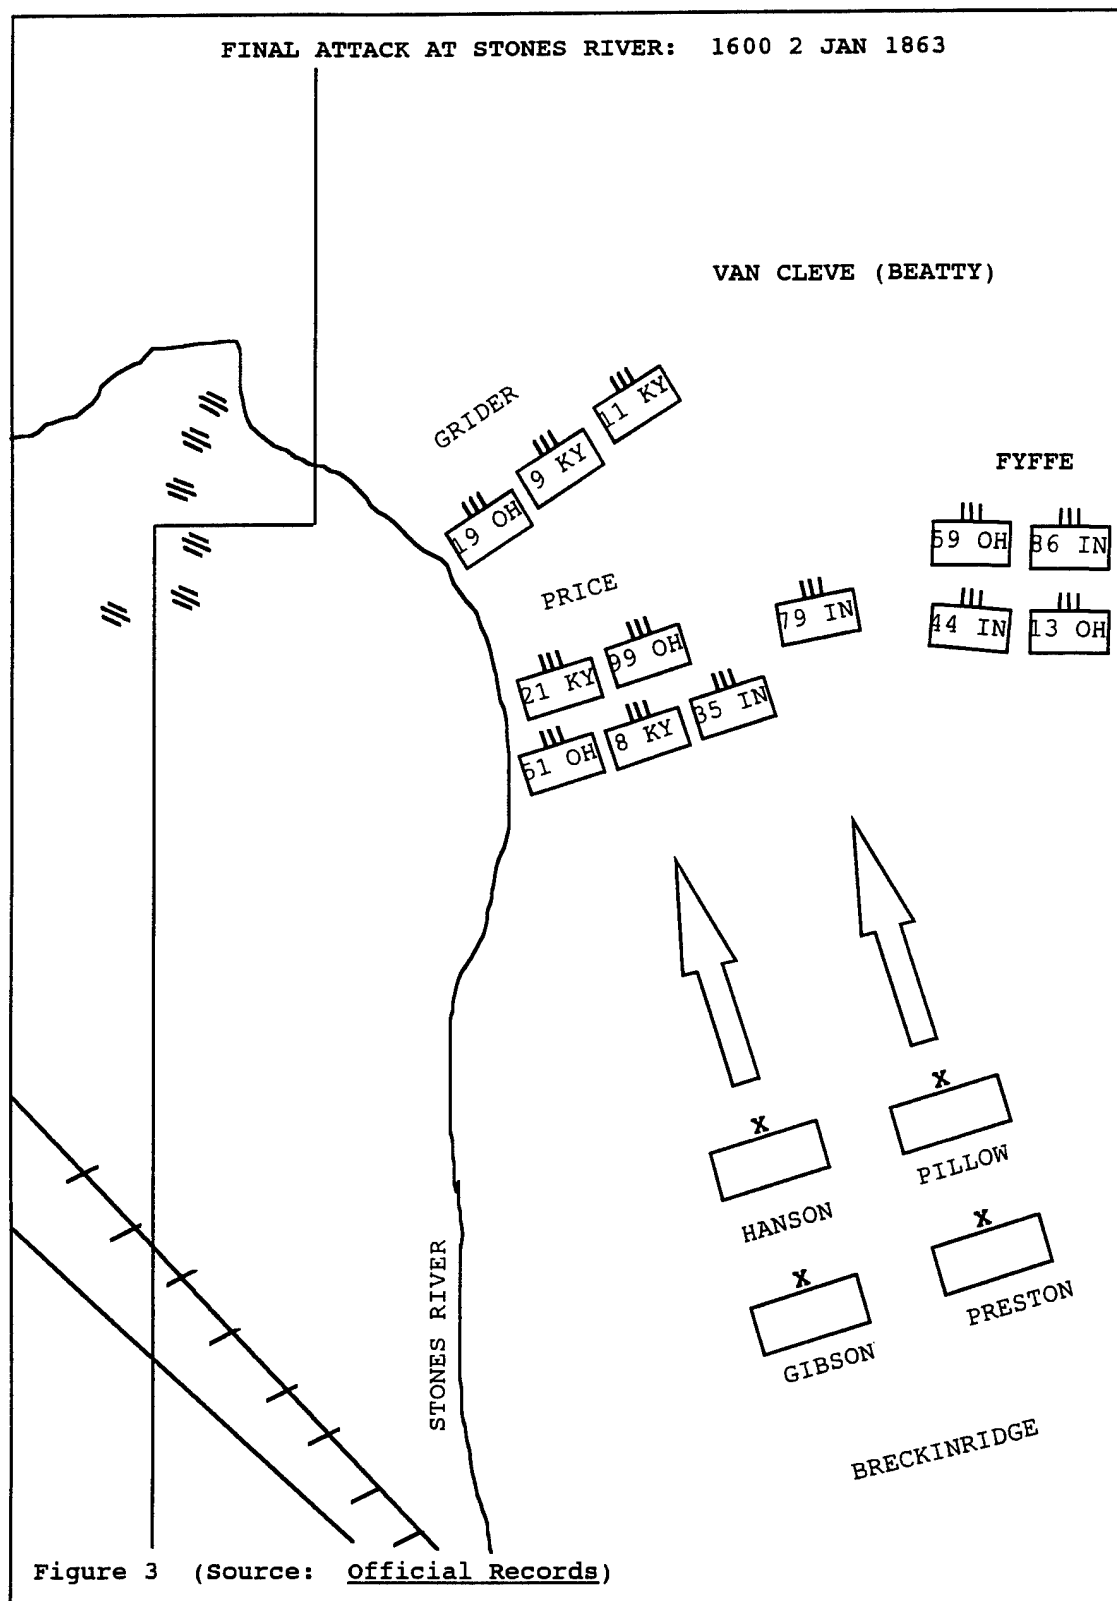 FINAL ATTACK AT STONES RIVER: 1600 2 JAN 1863
VAN CLEVE (BEATTY)
GRIDER
11 KY
9 KY
19 OH
FYFFE
59 OH
86 IN
44 IN
13 OH
PRICE
79 IN
99 OH
21 KY
35 IN
8 KY
51 OH
X
HANSON
X
PILLOW
X
GIBSON
X
PRESTON
BRECKINRIDGE
STONES RIVER
Figure 3 (Source: Official Records)